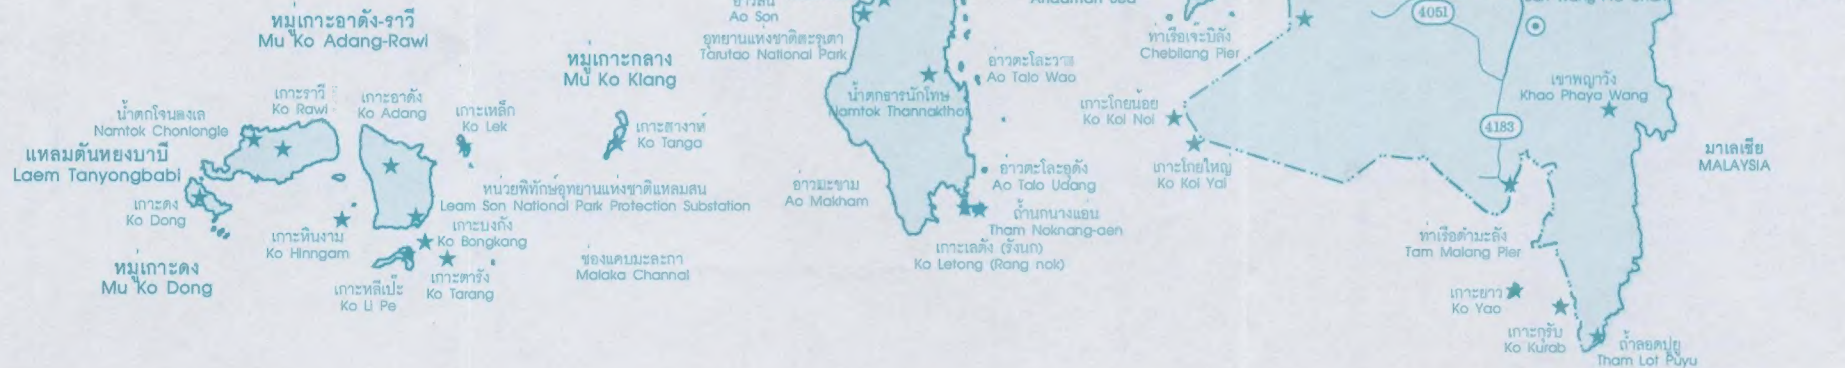 หมู่เกาะอาดัง-ราวี
Mu Ko Adang-Rawi
Ao Son
อุทยานแห่งชาติตะรุเตา
Tarutao National Park
หมู่เกาะกลาง
Mu Ko Klang
ท่าเรือเจ๊ะบิลัง
Chebilang Pier
4051
อ่าวตะโละวาส
Ao Talo Wao
เขาพญาวัง
Khao Phaya Wang
เกาะราวี
Ko Rawi
เกาะอาดัง
Ko Adang
น้ำตกโจนลงเล
Namtok Chonlongle
เกาะเหล็ก
Ko Lek
เกาะตางาห์
Ko Tanga
น้ำตกธารนักโทษ
Namtok Thannakthot
เกาะโกยน้อย
Ko Koi Noi
4183
แหลมตันหยงบาบี
Laem Tanyongbabi
มาเลเซีย
MALAYSIA
เกาะโกยใหญ่
Ko Koi Yai
อ่าวตะโละอุดัง
Ao Talo Udang
อ่าวมะขาม
Ao Makham
หน่วยพิทักษ์อุทยานแห่งชาติแหลมสน
Leam Son National Park Protection Substation
เกาะดง
Ko Dong
ถ้ำนกนางแอ่น
Tham Noknang-aen
เกาะหินงาม
Ko Hinngam
เกาะบงกัง
Ko Bongkang
เกาะเลตัง (รังนก)
Ko Letong (Rang nok)
ท่าเรือตำมะลัง
Tam Malang Pier
หมู่เกาะดง
Mu Ko Dong
ช่องแคบมะละกา
Malaka Channal
เกาะหลีเป๊ะ
Ko Li Pe
เกาะตารัง
Ko Tarang
เกาะยาว
Ko Yao
เกาะกูรับ
Ko Kurab
ถ้ำลอดปูยู
Tham Lot Puyu